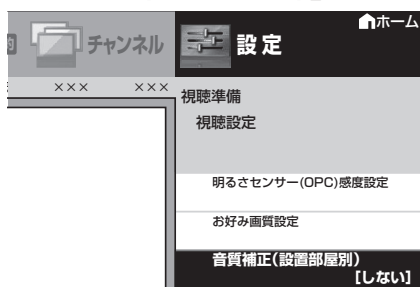 ホーム
チャンネル
設定
××× ×××
視聴準備
視聴設定
明るさセンサー(OPC)感度設定
お好み画質設定
音質補正(設置部屋別)
[しない]